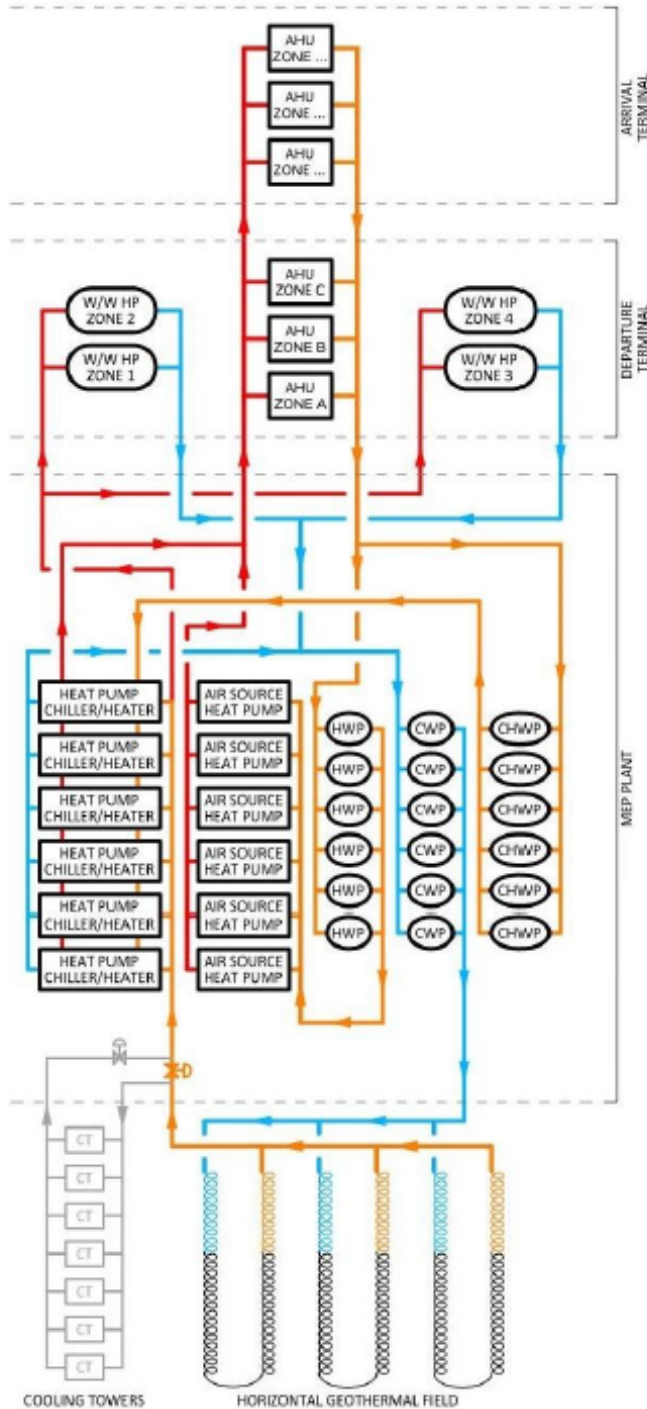 AHU
ZONE ...
AHU
ZONE ...
AHU
ZONE ...
ARRIVAL
TERMINAL
W/W HP
ZONE 2
W/W HP
ZONE 1
AHU
ZONE C
AHU
ZONE B
AHU
ZONE A
W/W HP
ZONE 4
W/W HP
ZONE 3
DEPARTURE
TERMINAL
HEAT PUMP
CHILLER/HEATER
HEAT PUMP
CHILLER/HEATER
HEAT PUMP
CHILLER/HEATER
HEAT PUMP
CHILLER/HEATER
HEAT PUMP
CHILLER/HEATER
HEAT PUMP
CHILLER/HEATER
AIR SOURCE
HEAT PUMP
AIR SOURCE
HEAT PUMP
AIR SOURCE
HEAT PUMP
AIR SOURCE
HEAT PUMP
AIR SOURCE
HEAT PUMP
AIR SOURCE
HEAT PUMP
HWP
HWP
HWP
HWP
HWP
HWP
CWP
CWP
CWP
CWP
CWP
CWP
CHWP
CHWP
CHWP
CHWP
CHWP
CHWP
MEP PLANT
CT
CT
CT
CT
CT
CT
CT
COOLING TOWERS
HORIZONTAL GEOTHERMAL FIELD